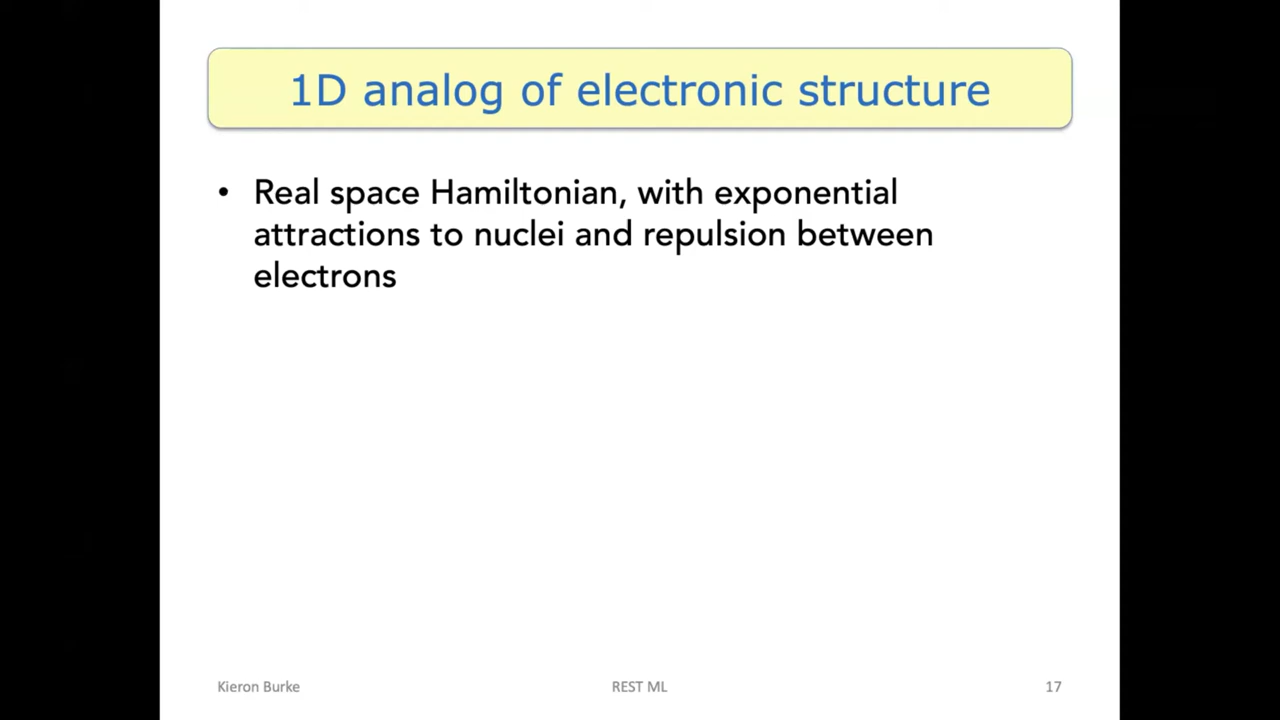 1D analog of electronic structure
• Real space Hamiltonian, with exponential
attractions to nuclei and repulsion between
electrons
Kieron Burke
REST ML
17